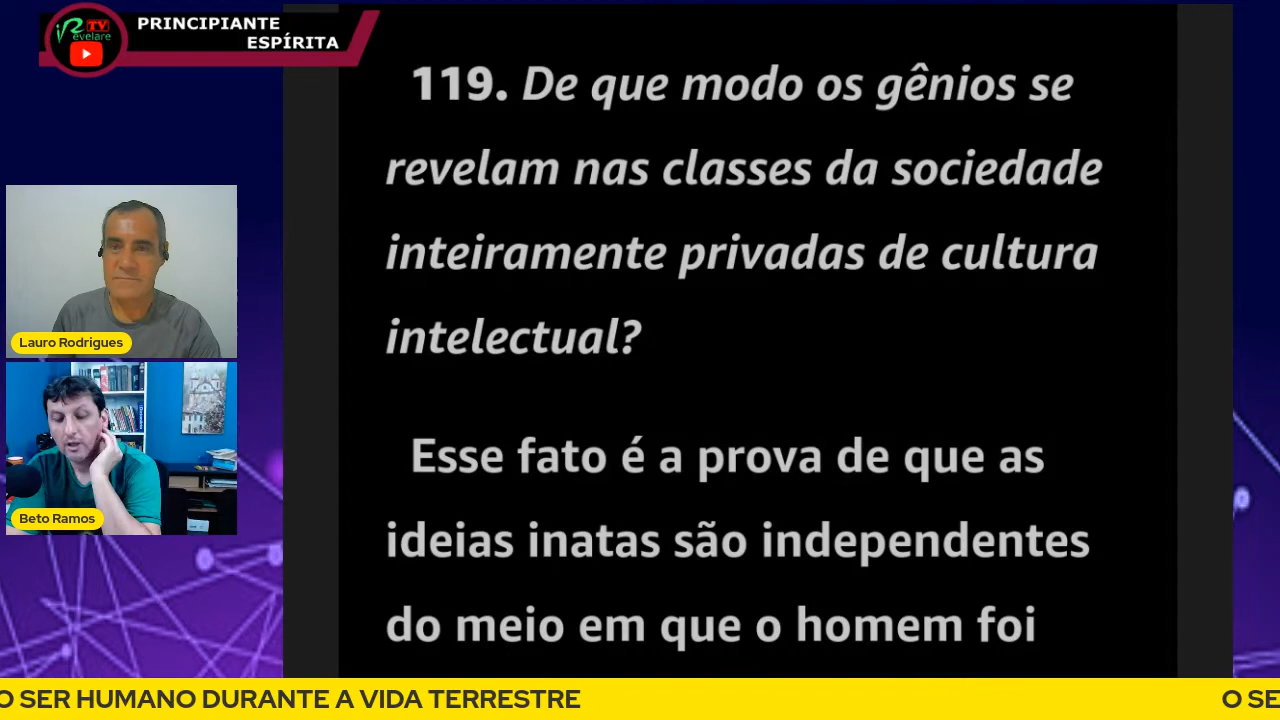 TV
iRevelare
PRINCIPIANTE
ESPÍRITA
119. De que modo os gênios se
revelam nas classes da sociedade
inteiramente privadas de cultura
intelectual?
Esse fato é a prova de que as
ideias inatas são independentes
do meio em que o homem foi
Lauro Rodrigues
Beto Ramos
O SER HUMANO DURANTE A VIDA TERRESTRE
O SE